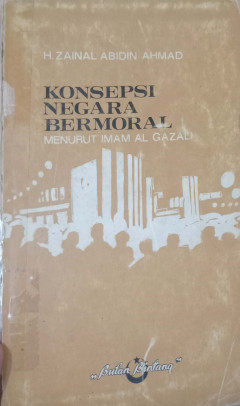 H. ZAINAL ABIDIN AHMAD
KONSEPSI
NEGARA
BERMORAL
MENURUT IMAM AL GAZALI
„Bulan Bintang"